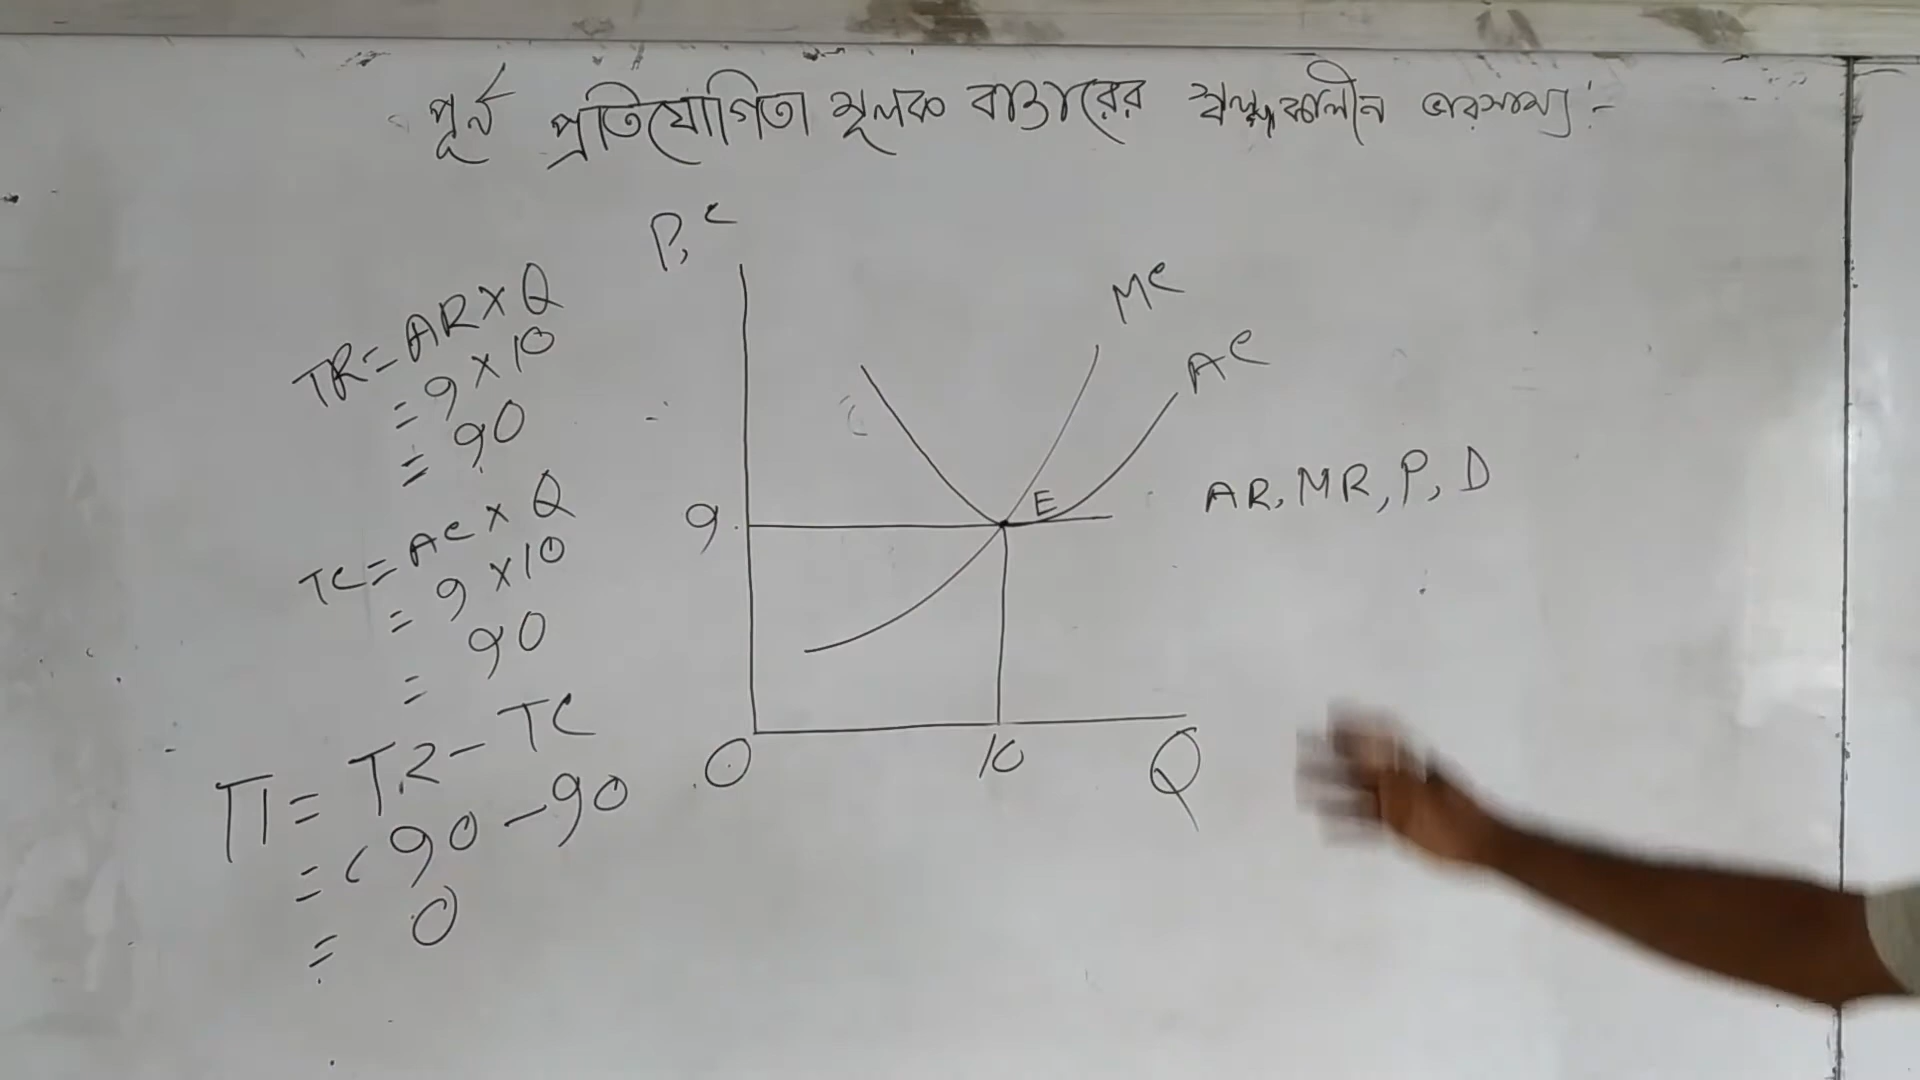 পূর্ন প্রতিযোগিতা মূলক বাজারের স্বল্পকালীন ভারসাম্য :-
P, C
TR = AR X Q
= 9 X 10
= 90
TC = AC X Q
= 9 X 10
= 90
π = TR - TC
= (90 - 90
= 0
MC
AC
E
AR, MR, P, D
9
O
10
Q